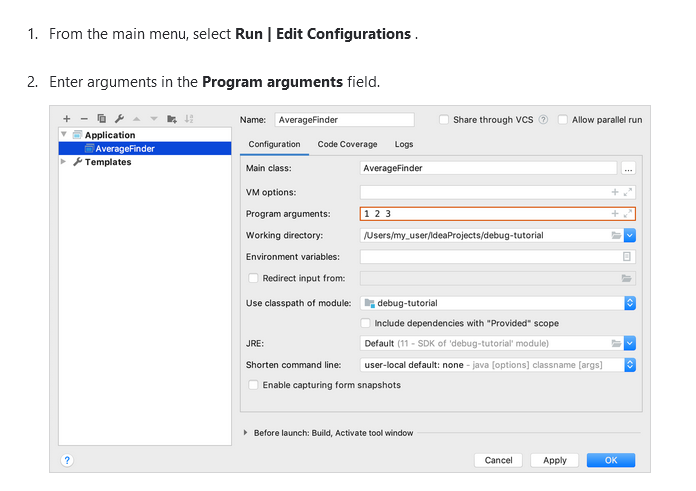 1. From the main menu, select Run | Edit Configurations .
2. Enter arguments in the Program arguments field.
Name: AverageFinder
Share through VCS ?
Allow parallel run
Application
AverageFinder
Templates
Configuration Code Coverage Logs
Main class: AverageFinder ...
VM options:
Program arguments: 1 2 3
Working directory: /Users/my_user/IdeaProjects/debug-tutorial
Environment variables:
Redirect input from:
Use classpath of module: debug-tutorial
Include dependencies with "Provided" scope
JRE: Default (11 - SDK of 'debug-tutorial' module)
Shorten command line: user-local default: none - java [options] classname [args]
Enable capturing form snapshots
Before launch: Build, Activate tool window
? Cancel Apply OK